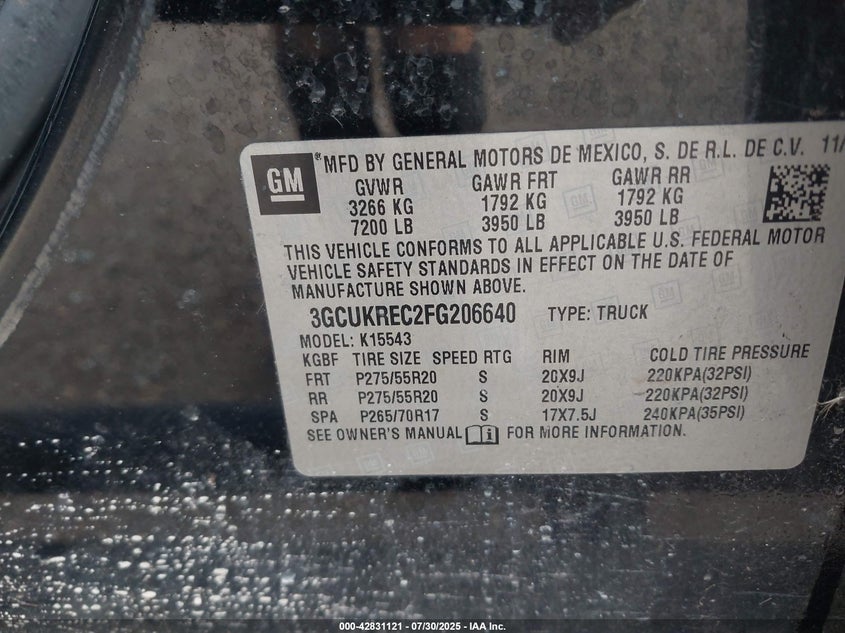 GM ® MFD BY GENERAL MOTORS DE MEXICO, S. DE R.L. DE C.V. 11/
GVWR GAWR FRT GAWR RR
3266 KG 1792 KG 1792 KG
7200 LB 3950 LB 3950 LB
THIS VEHICLE CONFORMS TO ALL APPLICABLE U.S. FEDERAL MOTOR
VEHICLE SAFETY STANDARDS IN EFFECT ON THE DATE OF
MANUFACTURE SHOWN ABOVE.
3GCUKREC2FG206640 TYPE: TRUCK
MODEL: K15543
KGBF TIRE SIZE SPEED RTG RIM COLD TIRE PRESSURE
FRT P275/55R20 S 20X9J 220KPA(32PSI)
RR P275/55R20 S 20X9J 220KPA(32PSI)
SPA P265/70R17 S 17X7.5J 240KPA(35PSI)
SEE OWNER'S MANUAL FOR MORE INFORMATION.
000-42831121 | 07/30/2025 - IAA Inc.